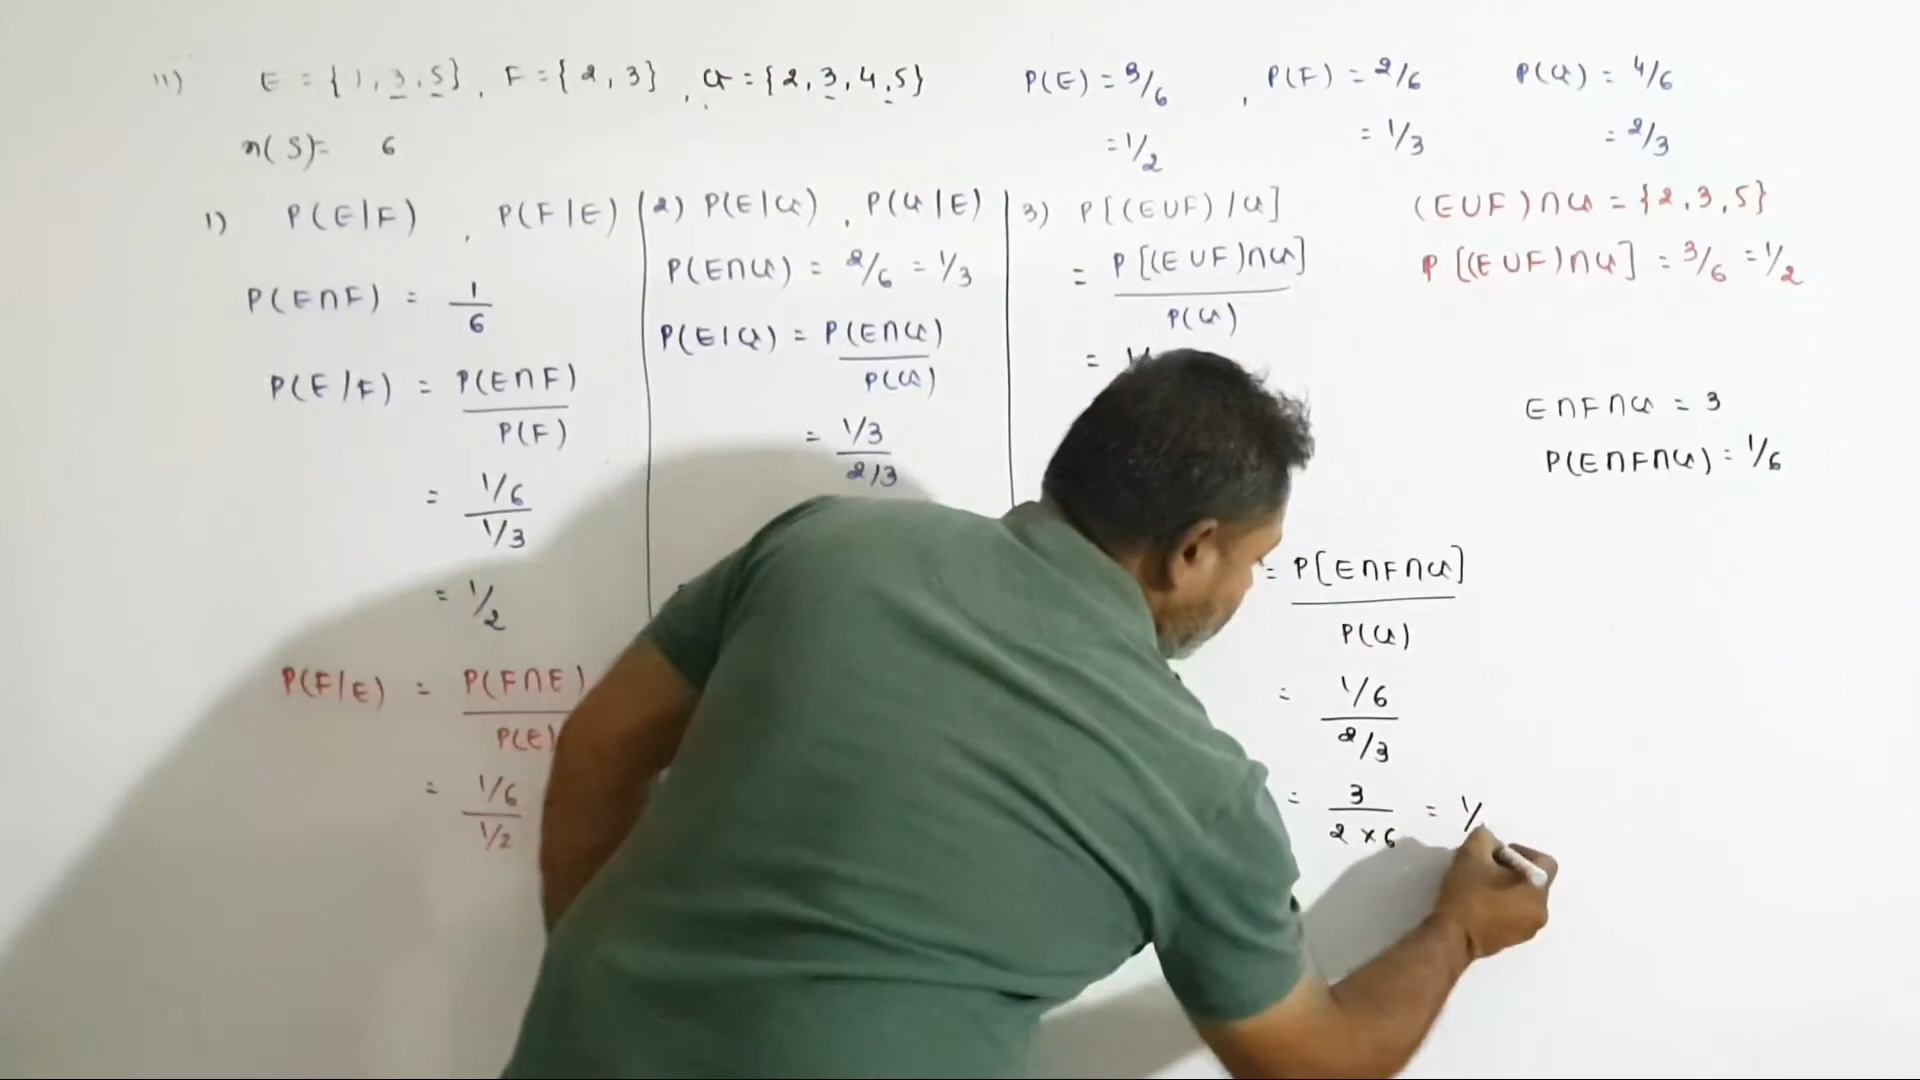 11) E = {1, 3, 5}, F = {2, 3}, G = {2, 3, 4, 5}
P(E) = 3/6, P(F) = 2/6 P(G) = 4/6
= 1/2 = 1/3 = 2/3
n(S) = 6
1) P(E|F), P(F|E)
P(E∩F) = 1/6
P(E/F) = P(E∩F)/P(F)
= 1/6 / 1/3
= 1/2
P(F/E) = P(F∩E)/P(E)
= 1/6 / 1/2
2) P(E|G), P(G|E)
P(E∩G) = 2/6 = 1/3
P(E|G) = P(E∩G)/P(G)
= 1/3 / 2/3
3) P[(E∪F)/G]
= P[(E∪F)∩G]/P(G)
=
(E∪F)∩G = {2,3,5}
P[(E∪F)∩G] = 3/6 = 1/2
E∩F∩G = 3
P(E∩F∩G) = 1/6
= P[E∩F∩G]/P(G)
= 1/6 / 2/3
= 3/2×6 = 1/